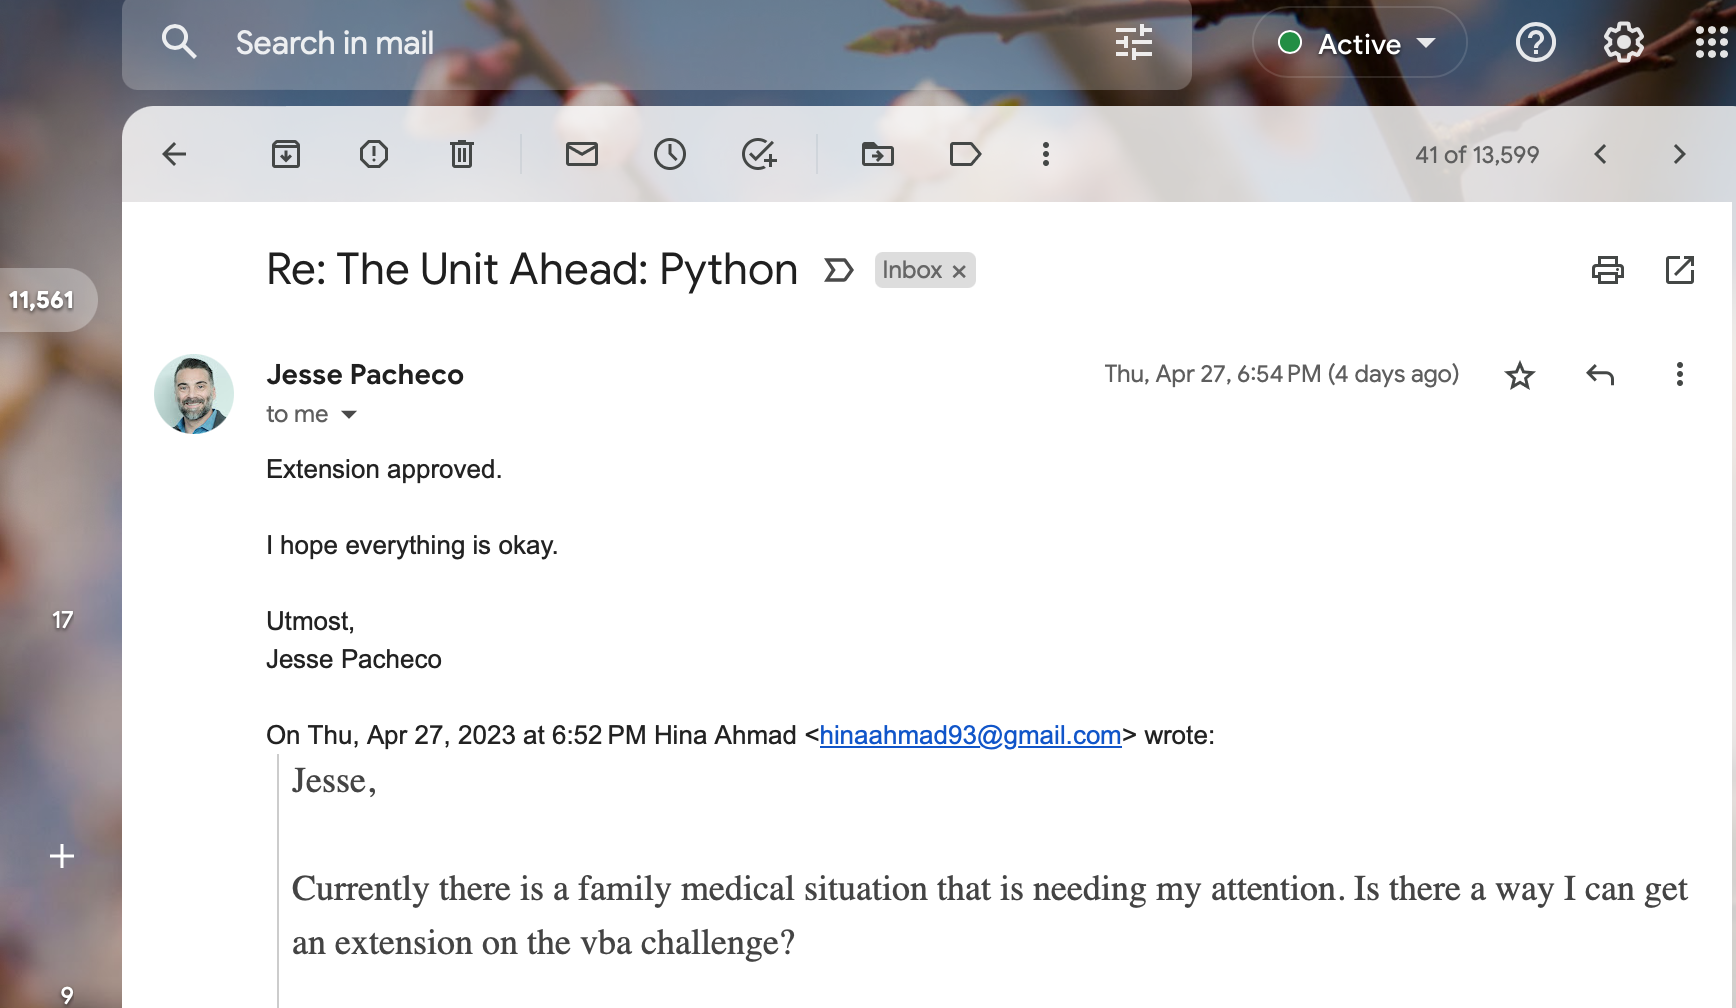 Search in mail
Active
41 of 13,599
Re: The Unit Ahead: Python
Inbox ×
11,561
Jesse Pacheco
Thu, Apr 27, 6:54 PM (4 days ago)
to me
Extension approved.
I hope everything is okay.
17
Utmost,
Jesse Pacheco
On Thu, Apr 27, 2023 at 6:52 PM Hina Ahmad <hinaahmad93@gmail.com> wrote:
Jesse,
Currently there is a family medical situation that is needing my attention. Is there a way I can get
an extension on the vba challenge?
9